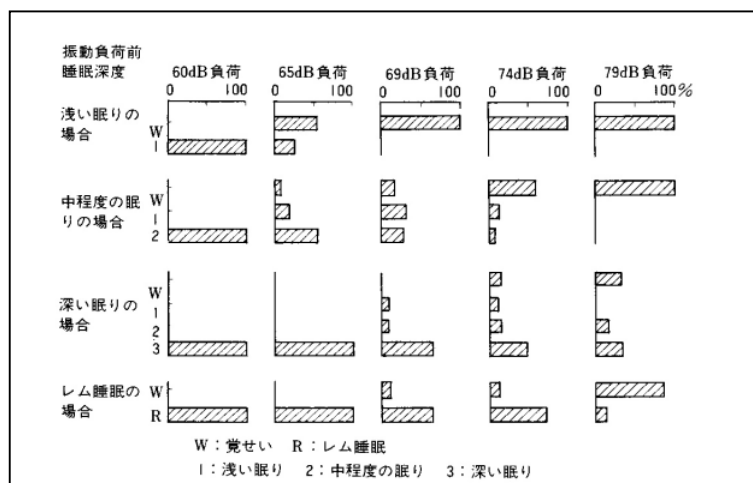 振動負荷前
睡眠深度
60dB負荷 65dB負荷 69dB負荷 74dB負荷 79dB負荷
0 100 0 100 0 100 0 100 0 100 %
浅い眠りの
場合
W
1
中程度の眠
りの場合
W
1
2
深い眠りの
場合
W
1
2
3
レム睡眠の
場合
W
R
W：覚せい R：レム睡眠
1：浅い眠り 2：中程度の眠り 3：深い眠り